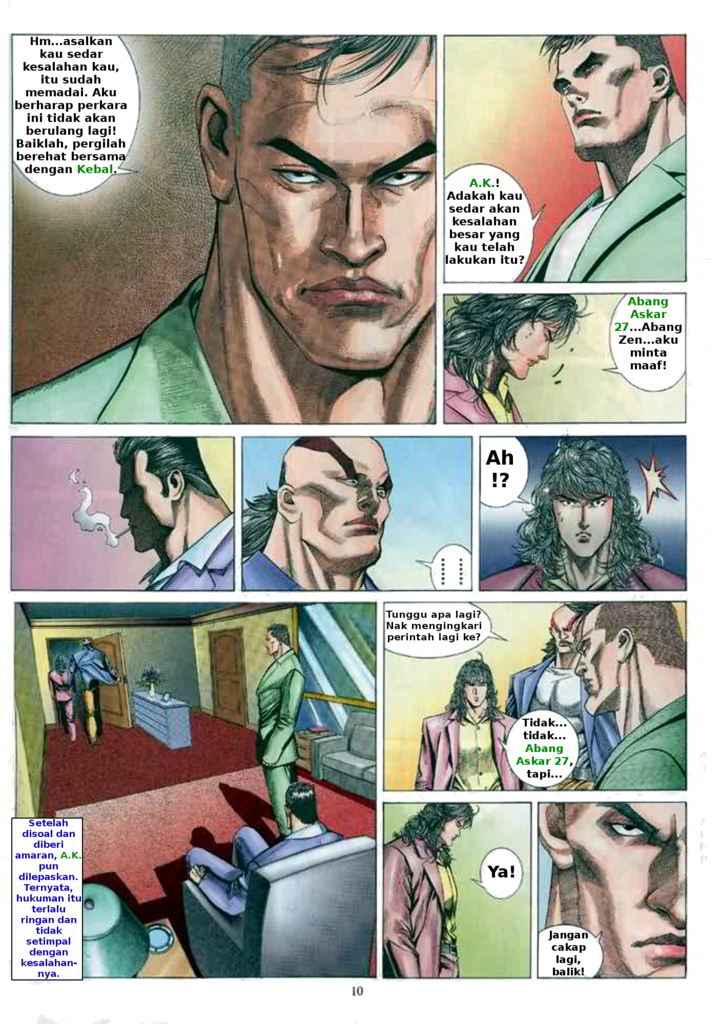 A.K.!
Adakah kau
sedar akan
kesalahan
besar yang
kau telah
lakukan itu?
Abang
Askar
27...Abang
Zen...aku
minta
maaf!
Hm...asalkan
kau sedar
kesalahan kau,
itu sudah
memadai. Aku
berharap perkara
ini tidak akan
berulang lagi!
Baiklah, pergilah
berehat bersama
dengan Kebal.
Ah
!?
......
......
Tunggu apa lagi?
Nak mengingkari
perintah lagi ke?
Tidak...
tidak...
Abang
Askar 27,
tapi...
Jangan
cakap
lagi,
balik!
Ya!
Setelah
disoal dan
diberi
amaran, A.K.
pun
dilepaskan.
Ternyata,
hukuman itu
terlalu
ringan dan
tidak
setimpal
dengan
kesalahan-
nya.
10